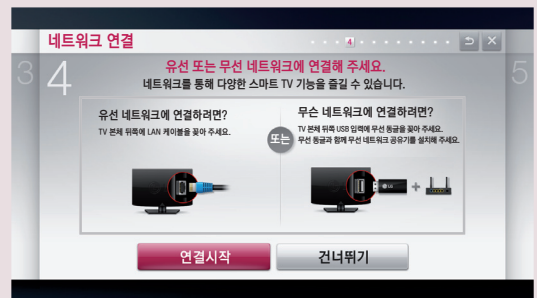 네트워크 연결
4
3
4
유선 또는 무선 네트워크에 연결해 주세요.
네트워크를 통해 다양한 스마트 TV 기능을 즐길 수 있습니다.
5
유선 네트워크에 연결하려면?
TV 본체 뒤쪽에 LAN 케이블을 꽂아 주세요.
또는
무슨 네트워크에 연결하려면?
TV 본체 뒤쪽 USB 입력에 무선 동글을 꽂아 주세요.
무선 동글과 함께 무선 네트워크 공유기를 설치해 주세요.
LG
+
연결시작
건너뛰기